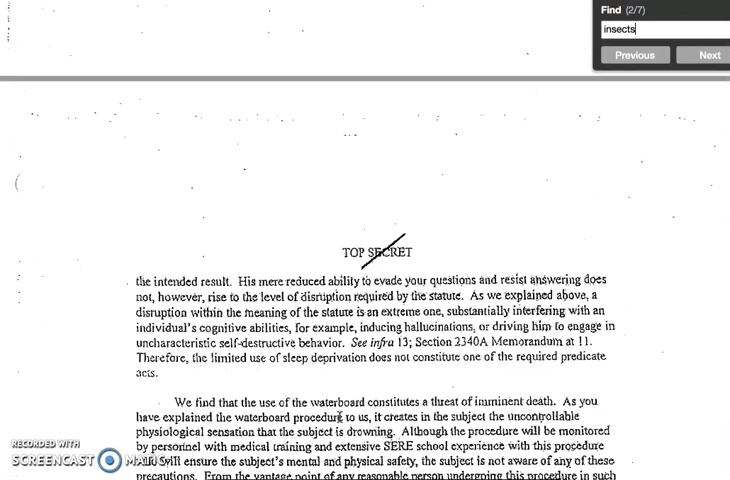 Find (2/7)
insects
Previous Next
TOP SECRET
the intended result. His mere reduced ability to evade your questions and resist answering does
not, however, rise to the level of disruption required by the statute. As we explained above, a
disruption within the meaning of the statute is an extreme one, substantially interfering with an
individual's cognitive abilities, for example, inducing hallucinations, or driving him to engage in
uncharacteristic self-destructive behavior. See infra 13; Section 2340A Memorandum at 11.
Therefore, the limited use of sleep deprivation does not constitute one of the required predicate
acts.
We find that the use of the waterboard constitutes a threat of imminent death. As you
have explained the waterboard procedure to us, it creates in the subject the uncontrollable
physiological sensation that the subject is drowning. Although the procedure will be monitored
by personnel with medical training and extensive SERE school experience with this procedure
who will ensure the subject's mental and physical safety, the subject is not aware of any of these
precautions. From the vantage point of any reasonable person undergoing this procedure in such
RECORDED WITH
SCREENCAST MATIC